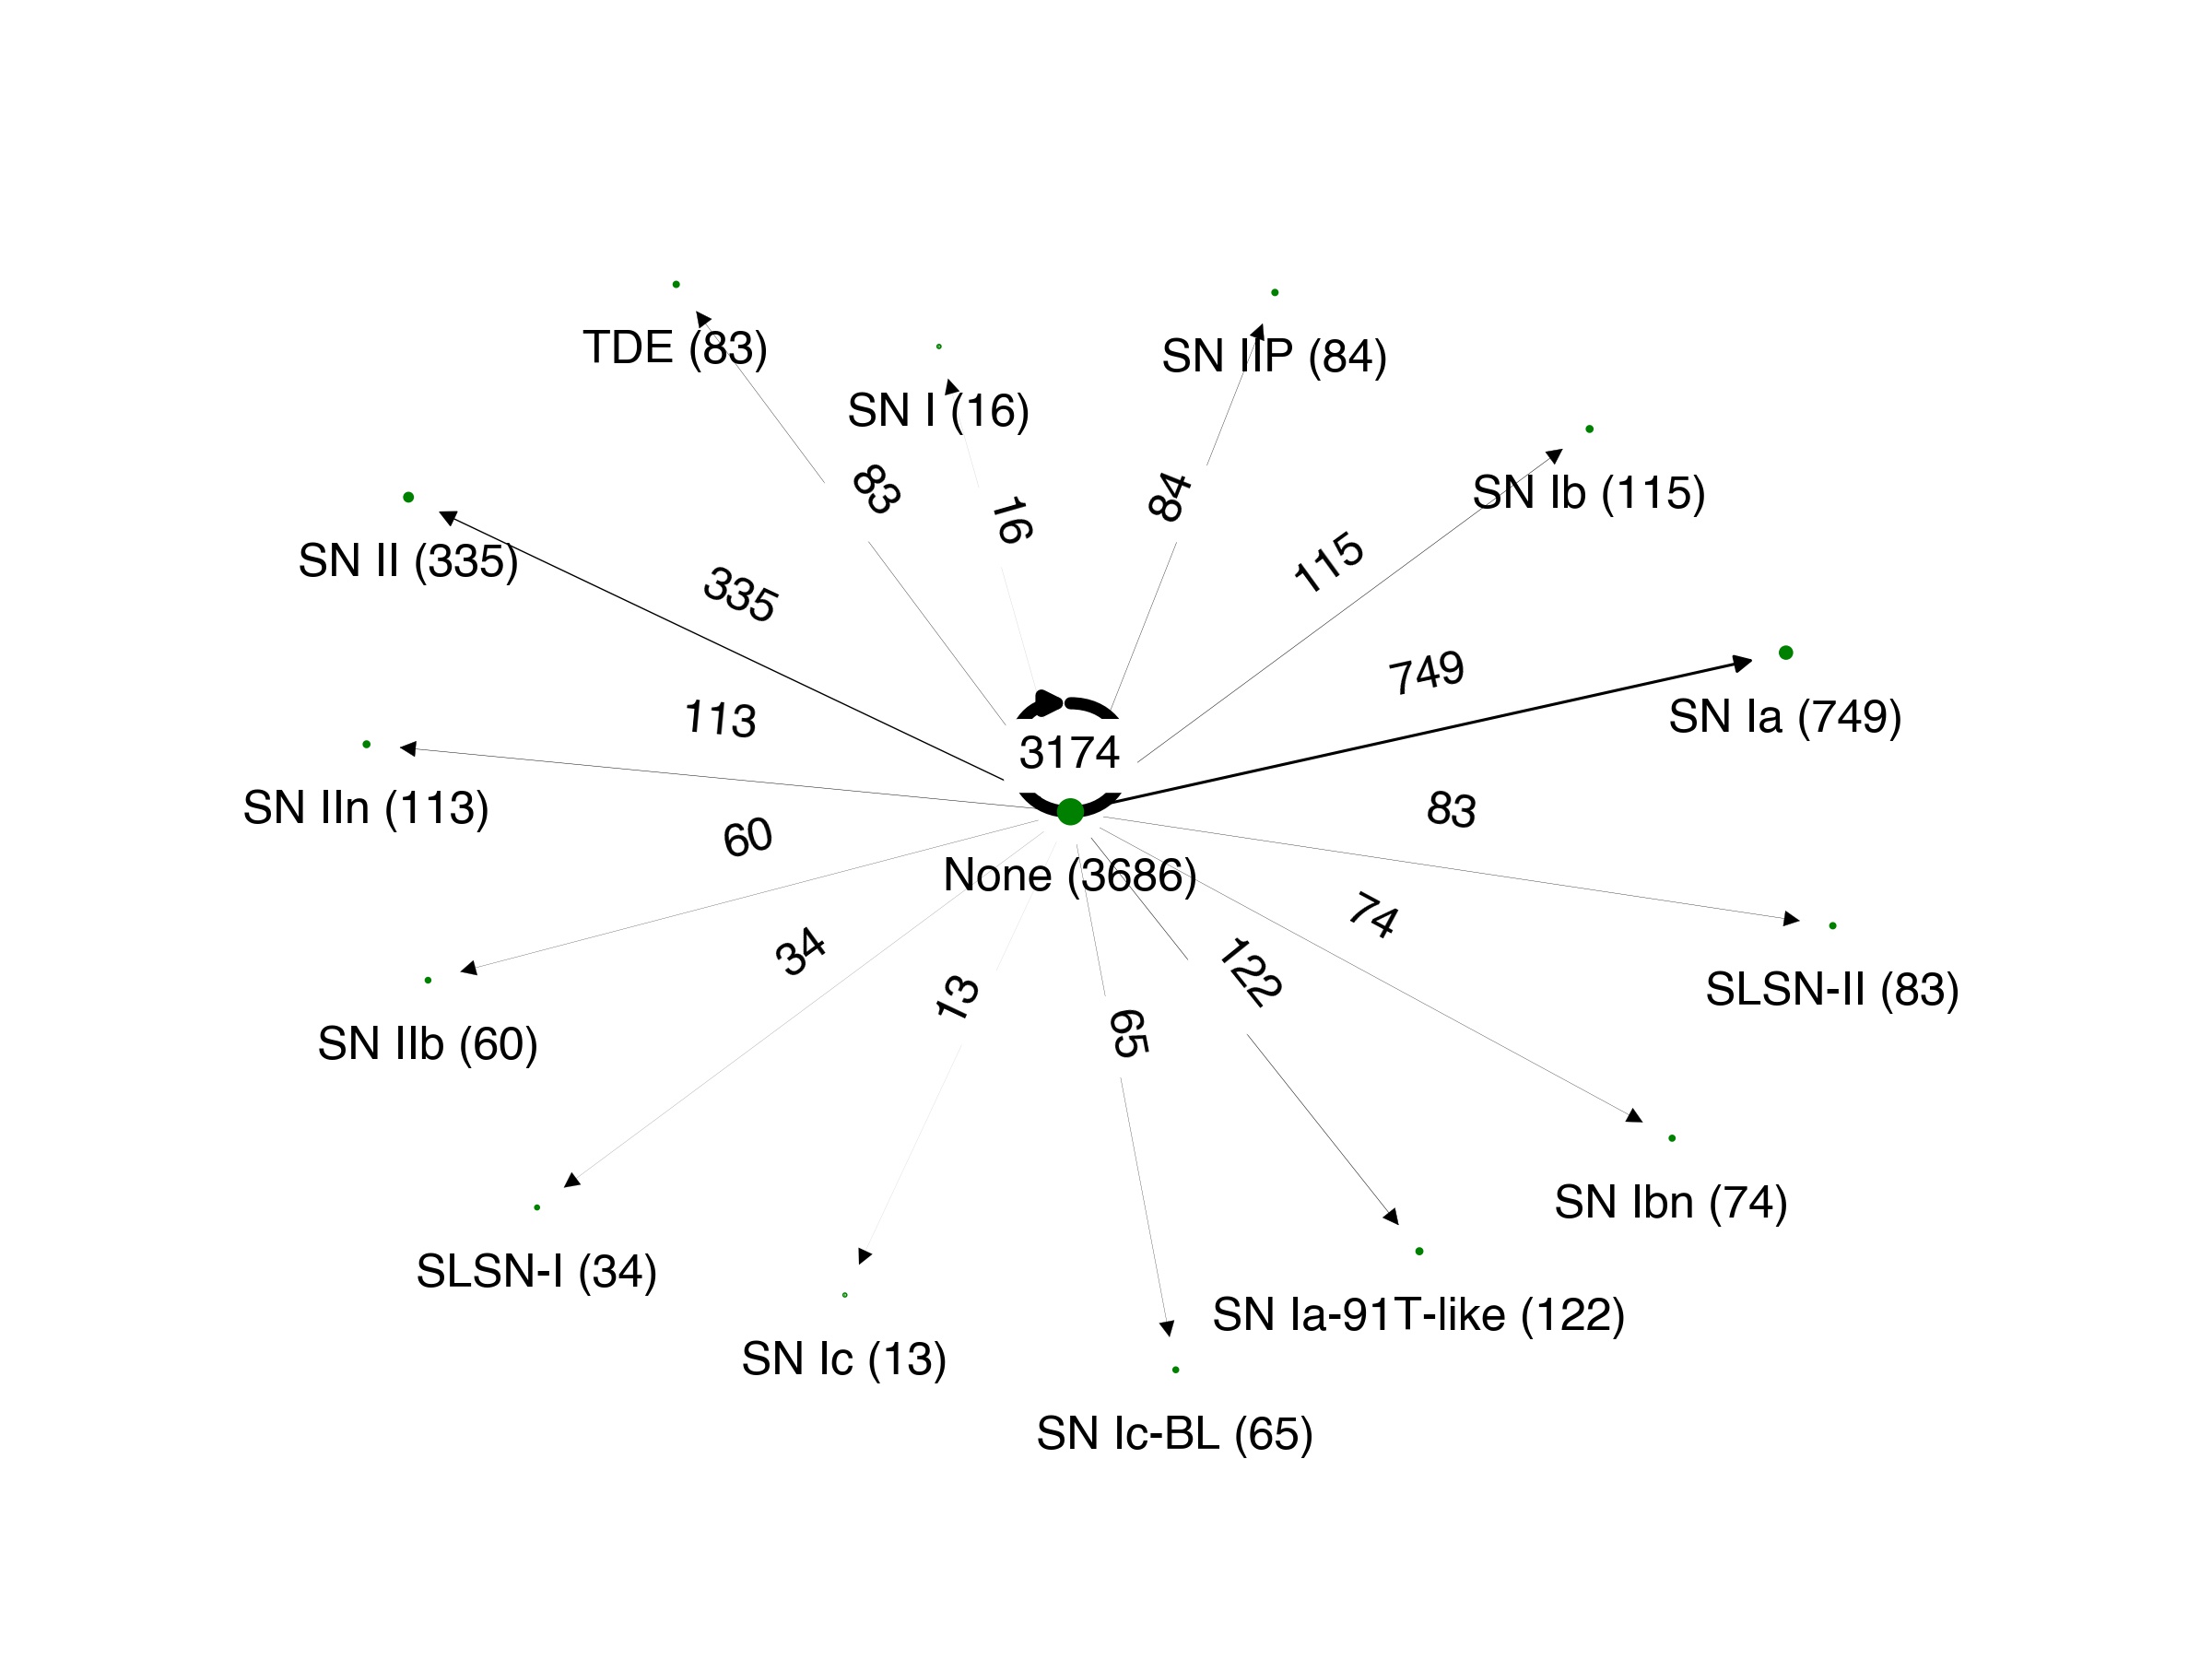 TDE (83)
SN IIP (84)
SN I (16)
SN Ib (115)
83
16
84
SN II (335)
115
335
749
113
SN Ia (749)
3174
SN IIn (113)
83
60
None (3686)
74
34
122
SLSN-II (83)
13
65
SN IIb (60)
SN Ibn (74)
SLSN-I (34)
SN Ia-91T-like (122)
SN Ic (13)
SN Ic-BL (65)